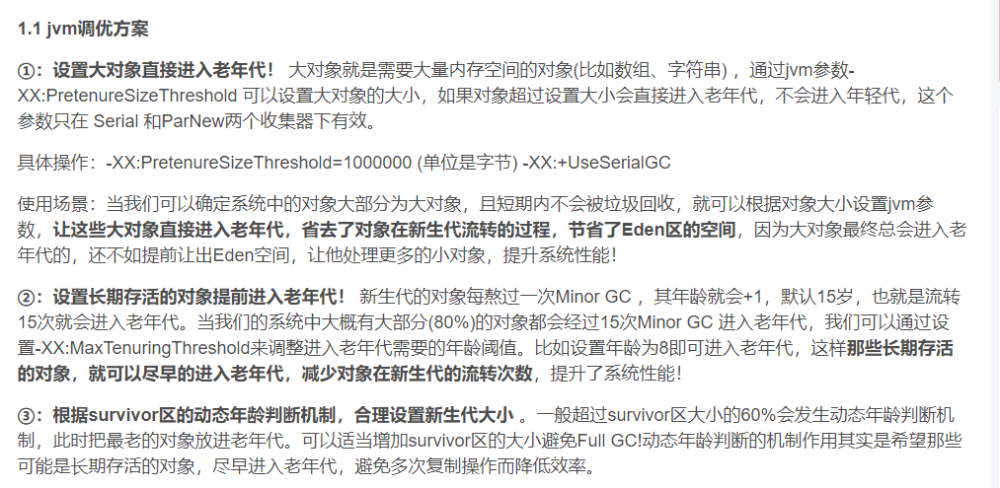 1.1 jvm调优方案
①：设置大对象直接进入老年代！ 大对象就是需要大量内存空间的对象(比如数组、字符串) ，通过jvm参数-
XX:PretenureSizeThreshold 可以设置大对象的大小，如果对象超过设置大小会直接进入老年代，不会进入年轻代，这个
参数只在 Serial 和ParNew两个收集器下有效。
具体操作：-XX:PretenureSizeThreshold=1000000 (单位是字节) -XX:+UseSerialGC
使用场景：当我们可以确定系统中的对象大部分为大对象，且短期内不会被垃圾回收，就可以根据对象大小设置jvm参
数，让这些大对象直接进入老年代，省去了对象在新生代流转的过程，节省了Eden区的空间，因为大对象最终总会进入老
年代的，还不如提前让出Eden空间，让他处理更多的小对象，提升系统性能！
②：设置长期存活的对象提前进入老年代！ 新生代的对象每熬过一次Minor GC ，其年龄就会+1，默认15岁，也就是流转
15次就会进入老年代。当我们的系统中大概有大部分(80%)的对象都会经过15次Minor GC 进入老年代，我们可以通过设
置-XX:MaxTenuringThreshold来调整进入老年代需要的年龄阈值。比如设置年龄为8即可进入老年代，这样那些长期存活
的对象，就可以尽早的进入老年代，减少对象在新生代的流转次数，提升了系统性能！
③：根据survivor区的动态年龄判断机制，合理设置新生代大小 。一般超过survivor区大小的60%会发生动态年龄判断机
制，此时把最老的对象放进老年代。可以适当增加survivor区的大小避免Full GC!动态年龄判断的机制作用其实是希望那些
可能是长期存活的对象，尽早进入老年代，避免多次复制操作而降低效率。